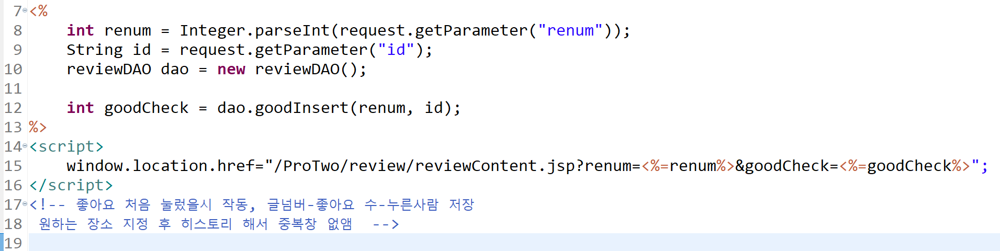 7 <%
8 int renum = Integer.parseInt(request.getParameter("renum"));
9 String id = request.getParameter("id");
10 reviewDAO dao = new reviewDAO();
11
12 int goodCheck = dao.goodInsert(renum, id);
13 %>
14 <script>
15 window.location.href="/ProTwo/review/reviewContent.jsp?renum=<%=renum%>&goodCheck=<%=goodCheck%>";
16 </script>
17 <!-- 좋아요 처음 눌렀을시 작동, 글넘버-좋아요 수-누른사람 저장
18 원하는 장소 지정 후 히스토리 해서 중복창 없앰 -->
19